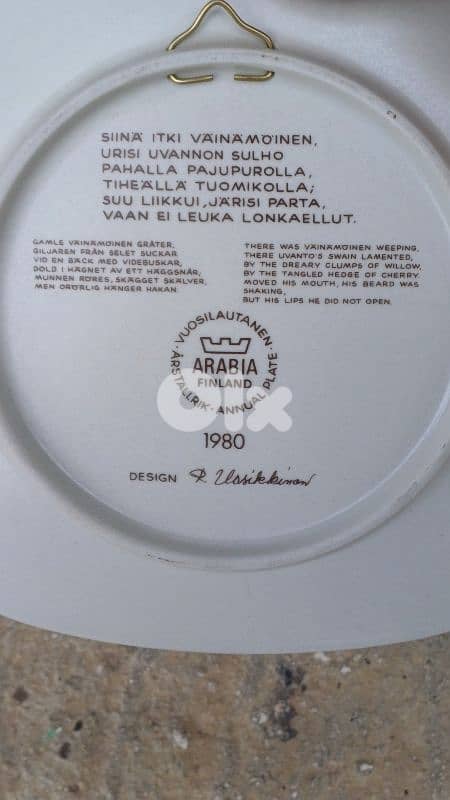 SIINÄ ITKI VÄINÄMÖINEN,
URISI UVANNON SULHO
PAHALLA PAJUPUROLLA,
TIHEÄLLÄ TUOMIKOLLA;
SUU LIIKKUI, JÄRISI PARTA,
VAAN EI LEUKA LONKAELLUT.
GAMLE VÄINÄMÖINEN GRÅTER,
GILJAREN FRÅN SELET SUCKAR
VID EN BÄCK MED VIDEBUSKAR,
DOLD I HÄGNET AV ETT HÄGGSNÅR,
MUNNEN RÖRES, SKÄGGET SKÄLVER,
MEN ORÖRLIG HÄNGER HAKAN.
THERE WAS VÄINÄMÖINEN WEEPING,
THERE UVANTO'S SWAIN LAMENTED,
BY THE DREARY CLUMPS OF WILLOW,
BY THE TANGLED HEDGE OF CHERRY.
MOVED HIS MOUTH, HIS BEARD WAS
SHAKING,
BUT HIS LIPS HE DID NOT OPEN.
· VUOSILAUTANEN ·
ARABIA
FINLAND
ÅRSTALLRIK · ANNUAL PLATE
OLX
1980
DESIGN R. Uosikkinen